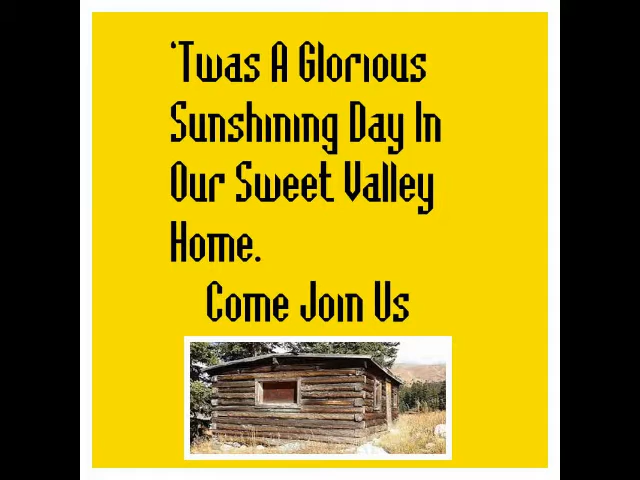 ‘Twas A Glorious
Sunshining Day In
Our Sweet Valley
Home.
Come Join Us